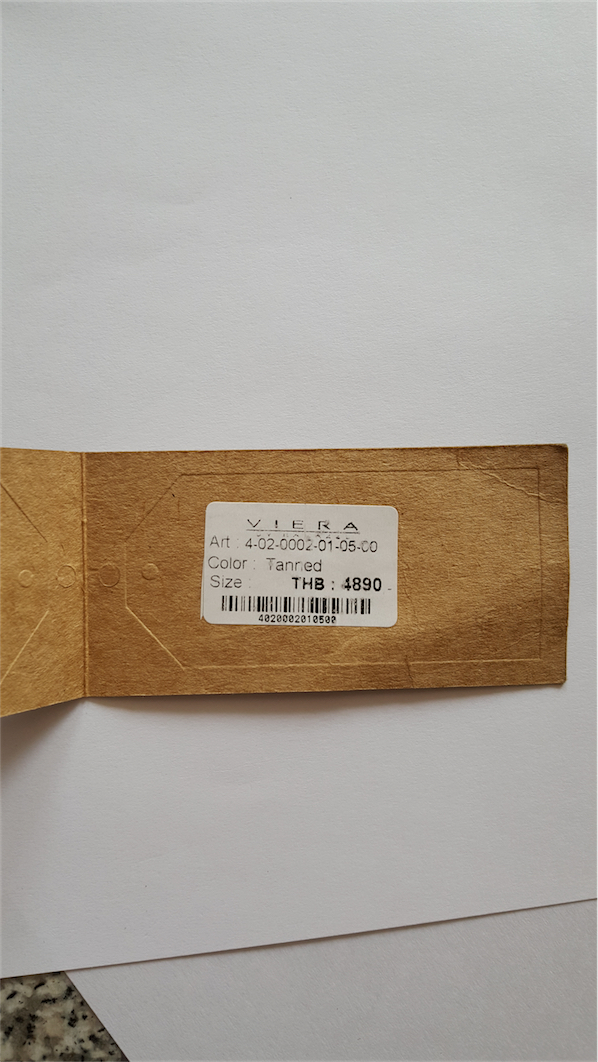 VIERA
Art : 4-02-0002-01-05-00
Color : Tanned
Size :
THB : 4890 .-
4020002010500